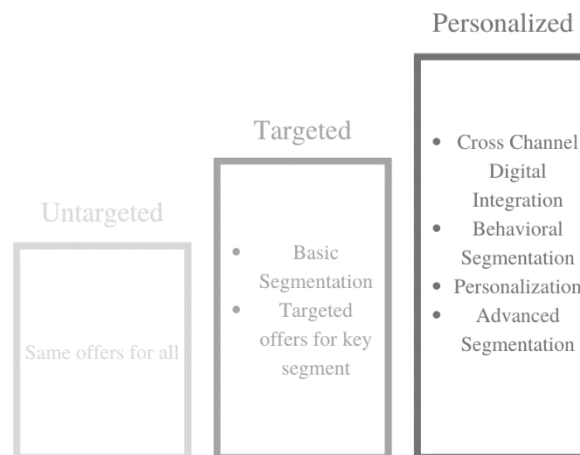 Personalized
Targeted
Untargeted
Same offers for all
• Basic
Segmentation
• Targeted
offers for key
segment
• Cross Channel
Digital
Integration
• Behavioral
Segmentation
• Personalization
• Advanced
Segmentation